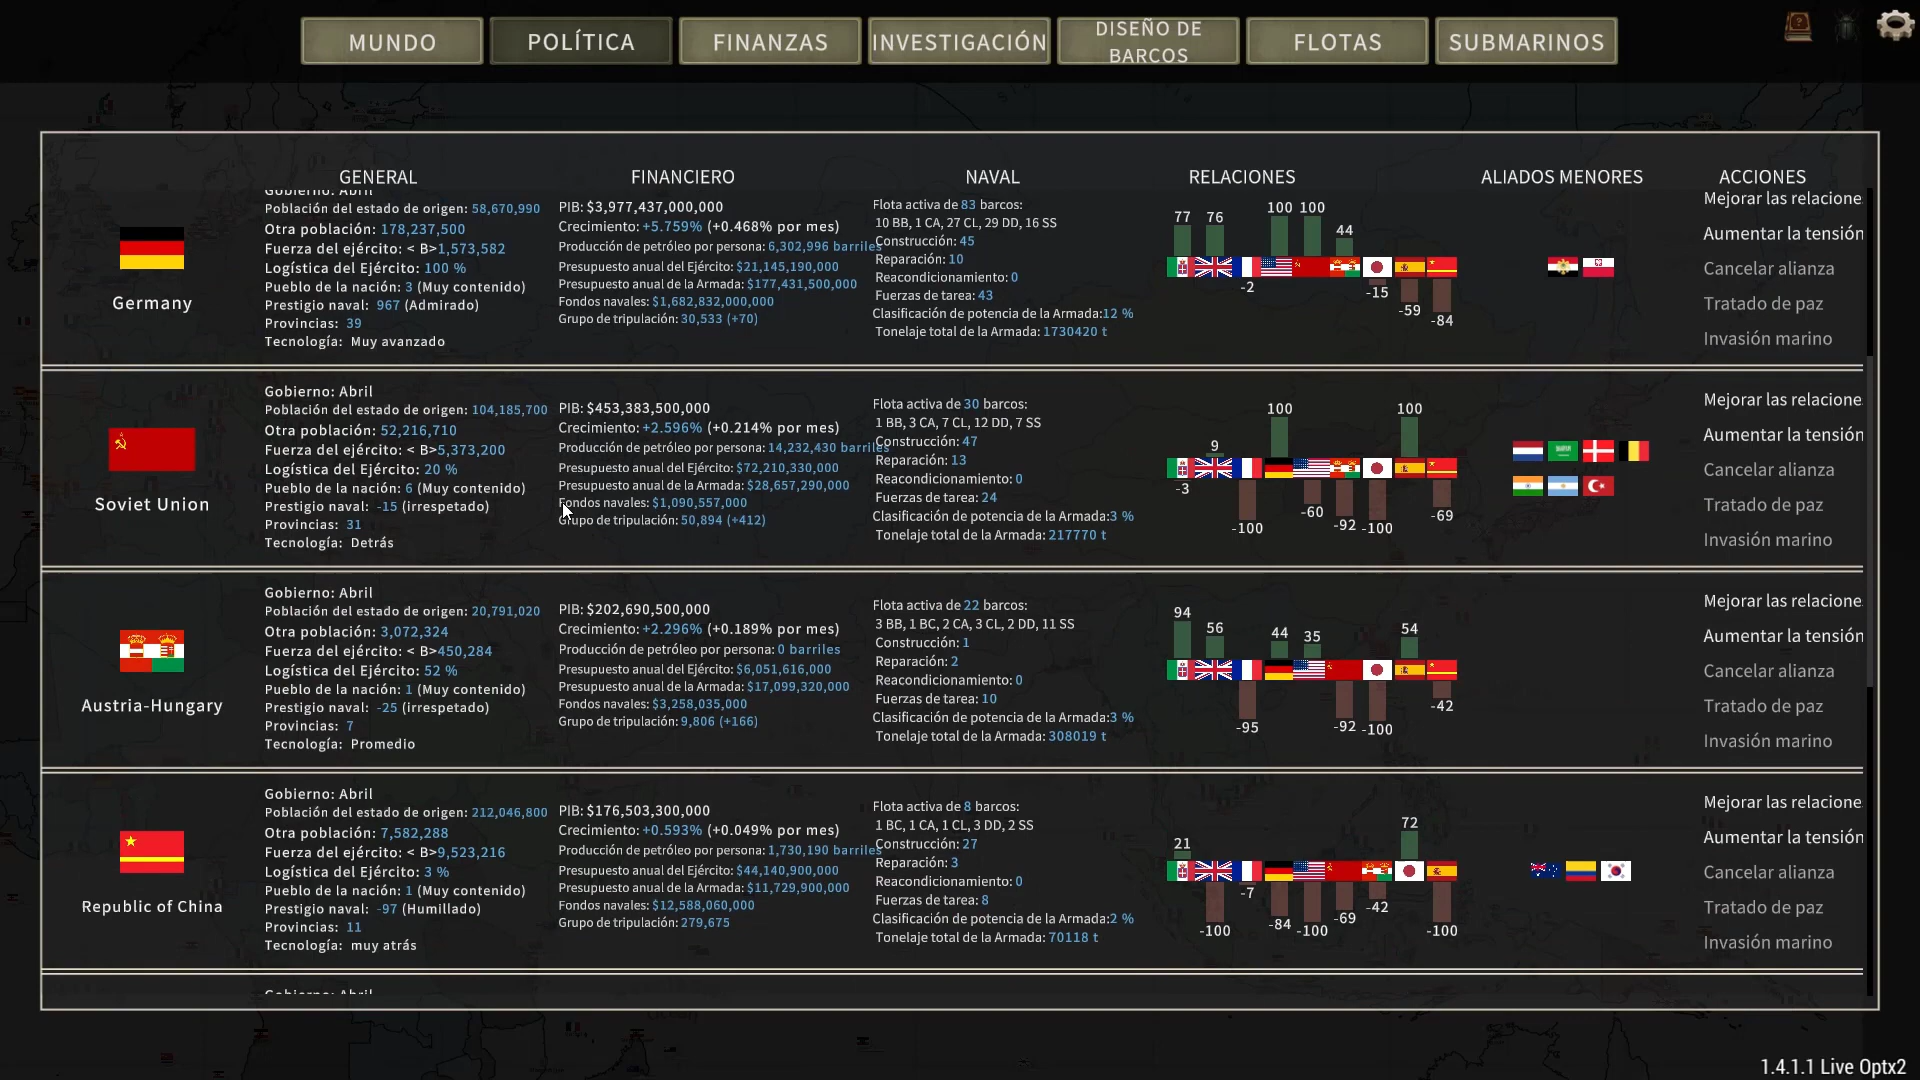 MUNDO
POLÍTICA
FINANZAS
INVESTIGACIÓN
DISEÑO DE
BARCOS
FLOTAS
SUBMARINOS
GENERAL
FINANCIERO
NAVAL
RELACIONES
ALIADOS MENORES
ACCIONES
Gobierno: Abril
Población del estado de origen: 58,670,990
Otra población: 178,237,500
Fuerza del ejército: < B>1,573,582
Logística del Ejército: 100 %
Pueblo de la nación: 3 (Muy contenido)
Prestigio naval: 967 (Admirado)
Provincias: 39
Tecnología: Muy avanzado
Germany
PIB: $3,977,437,000,000
Crecimiento: +5.759% (+0.468% por mes)
Producción de petróleo por persona: 6,302,996 barriles
Presupuesto anual del Ejército: $21,145,190,000
Presupuesto anual de la Armada: $177,431,500,000
Fondos navales: $1,682,832,000,000
Grupo de tripulación: 30,533 (+70)
Flota activa de 83 barcos:
10 BB, 1 CA, 27 CL, 29 DD, 16 SS
Construcción: 45
Reparación: 10
Reacondicionamiento: 0
Fuerzas de tarea: 43
Clasificación de potencia de la Armada:12 %
Tonelaje total de la Armada: 1730420 t
77 76 100 100 44
-2 -15 -59 -84
Mejorar las relacione
Aumentar la tensión
Cancelar alianza
Tratado de paz
Invasión marino
Gobierno: Abril
Población del estado de origen: 104,185,700
Otra población: 52,216,710
Fuerza del ejército: < B>5,373,200
Logística del Ejército: 20 %
Pueblo de la nación: 6 (Muy contenido)
Prestigio naval: -15 (irrespetado)
Provincias: 31
Tecnología: Detrás
Soviet Union
PIB: $453,383,500,000
Crecimiento: +2.596% (+0.214% por mes)
Producción de petróleo por persona: 14,232,430 barriles
Presupuesto anual del Ejército: $72,210,330,000
Presupuesto anual de la Armada: $28,657,290,000
Fondos navales: $1,090,557,000
Grupo de tripulación: 50,894 (+412)
Flota activa de 30 barcos:
1 BB, 3 CA, 7 CL, 12 DD, 7 SS
Construcción: 47
Reparación: 13
Reacondicionamiento: 0
Fuerzas de tarea: 24
Clasificación de potencia de la Armada:3 %
Tonelaje total de la Armada: 217770 t
9 100 100
-3 -100 -60 -92 -100 -69
Mejorar las relacione
Aumentar la tensión
Cancelar alianza
Tratado de paz
Invasión marino
Gobierno: Abril
Población del estado de origen: 20,791,020
Otra población: 3,072,324
Fuerza del ejército: < B>450,284
Logística del Ejército: 52 %
Pueblo de la nación: 1 (Muy contenido)
Prestigio naval: -25 (irrespetado)
Provincias: 7
Tecnología: Promedio
Austria-Hungary
PIB: $202,690,500,000
Crecimiento: +2.296% (+0.189% por mes)
Producción de petróleo por persona: 0 barriles
Presupuesto anual del Ejército: $6,051,616,000
Presupuesto anual de la Armada: $17,099,320,000
Fondos navales: $3,258,035,000
Grupo de tripulación: 9,806 (+166)
Flota activa de 22 barcos:
3 BB, 1 BC, 2 CA, 3 CL, 2 DD, 11 SS
Construcción: 1
Reparación: 2
Reacondicionamiento: 0
Fuerzas de tarea: 10
Clasificación de potencia de la Armada:3 %
Tonelaje total de la Armada: 308019 t
94 56 44 35 54
-95 -92 -100 -42
Mejorar las relacione
Aumentar la tensión
Cancelar alianza
Tratado de paz
Invasión marino
Gobierno: Abril
Población del estado de origen: 212,046,800
Otra población: 7,582,288
Fuerza del ejército: < B>9,523,216
Logística del Ejército: 3 %
Pueblo de la nación: 1 (Muy contenido)
Prestigio naval: -97 (Humillado)
Provincias: 11
Tecnología: muy atrás
Republic of China
PIB: $176,503,300,000
Crecimiento: +0.593% (+0.049% por mes)
Producción de petróleo por persona: 1,730,190 barriles
Presupuesto anual del Ejército: $44,140,900,000
Presupuesto anual de la Armada: $11,729,900,000
Fondos navales: $12,588,060,000
Grupo de tripulación: 279,675
Flota activa de 8 barcos:
1 BC, 1 CA, 1 CL, 3 DD, 2 SS
Construcción: 27
Reparación: 3
Reacondicionamiento: 0
Fuerzas de tarea: 8
Clasificación de potencia de la Armada:2 %
Tonelaje total de la Armada: 70118 t
21 72
-100 -7 -84 -100 -69 -42 -100
Mejorar las relacione
Aumentar la tensión
Cancelar alianza
Tratado de paz
Invasión marino
Gobierno: Abril
1.4.1.1 Live Optx2